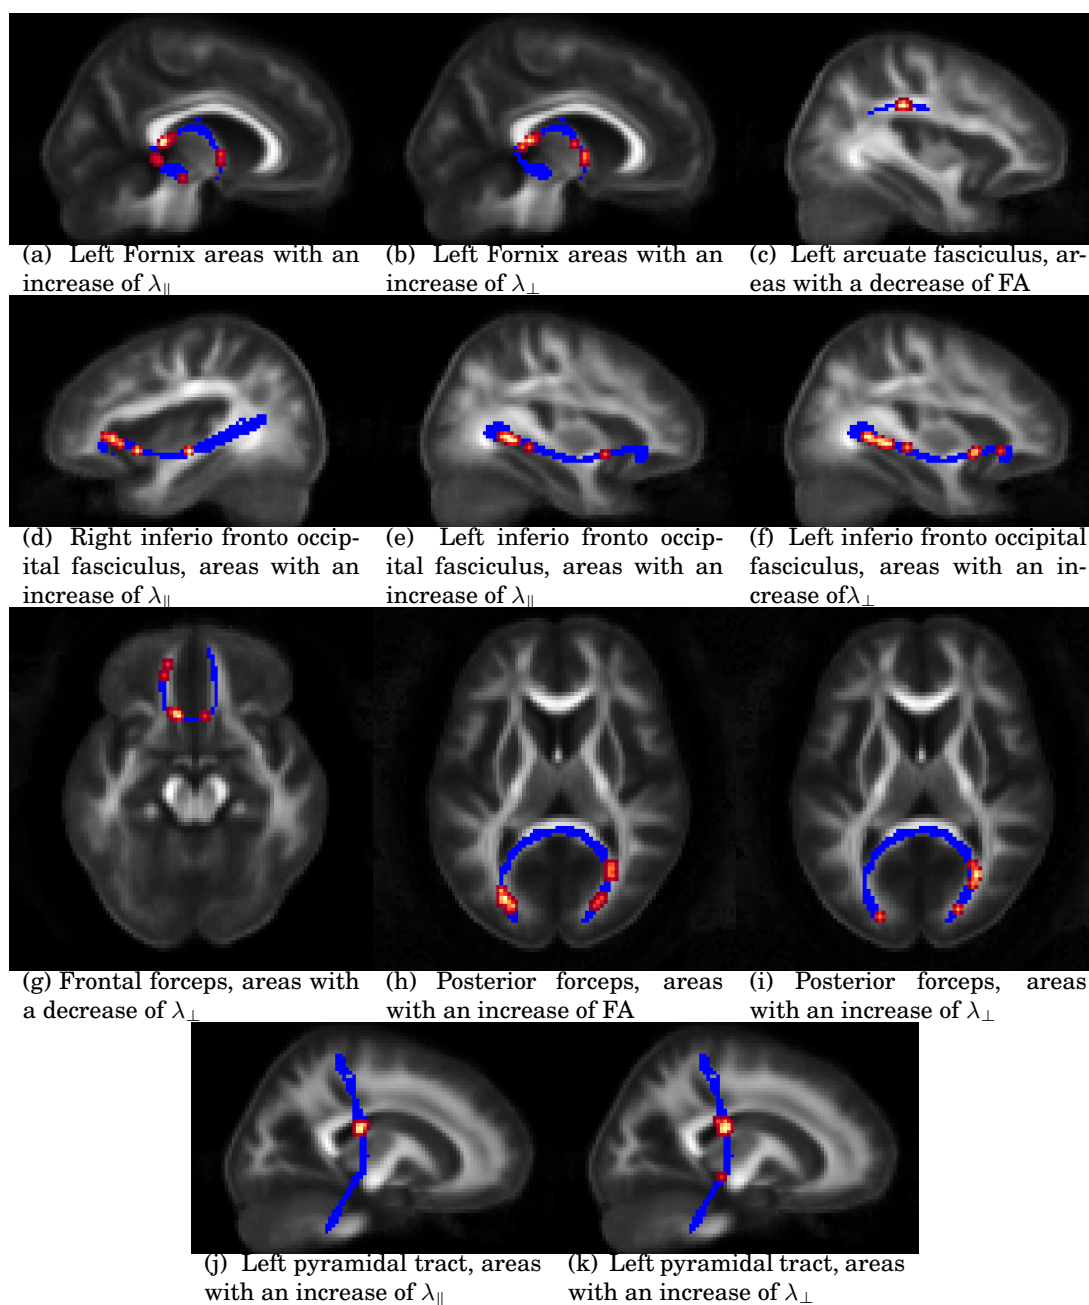 (a) Left Fornix areas with an
increase of λ∥
(b) Left Fornix areas with an
increase of λ⊥
(c) Left arcuate fasciculus, ar-
eas with a decrease of FA
(d) Right inferio fronto occip-
ital fasciculus, areas with an
increase of λ∥
(e) Left inferio fronto occip-
ital fasciculus, areas with an
increase of λ∥
(f) Left inferio fronto occipital
fasciculus, areas with an in-
crease ofλ⊥
(g) Frontal forceps, areas with
a decrease of λ⊥
(h) Posterior forceps, areas
with an increase of FA
(i) Posterior forceps, areas
with an increase of λ⊥
(j) Left pyramidal tract, areas
with an increase of λ∥
(k) Left pyramidal tract, areas
with an increase of λ⊥